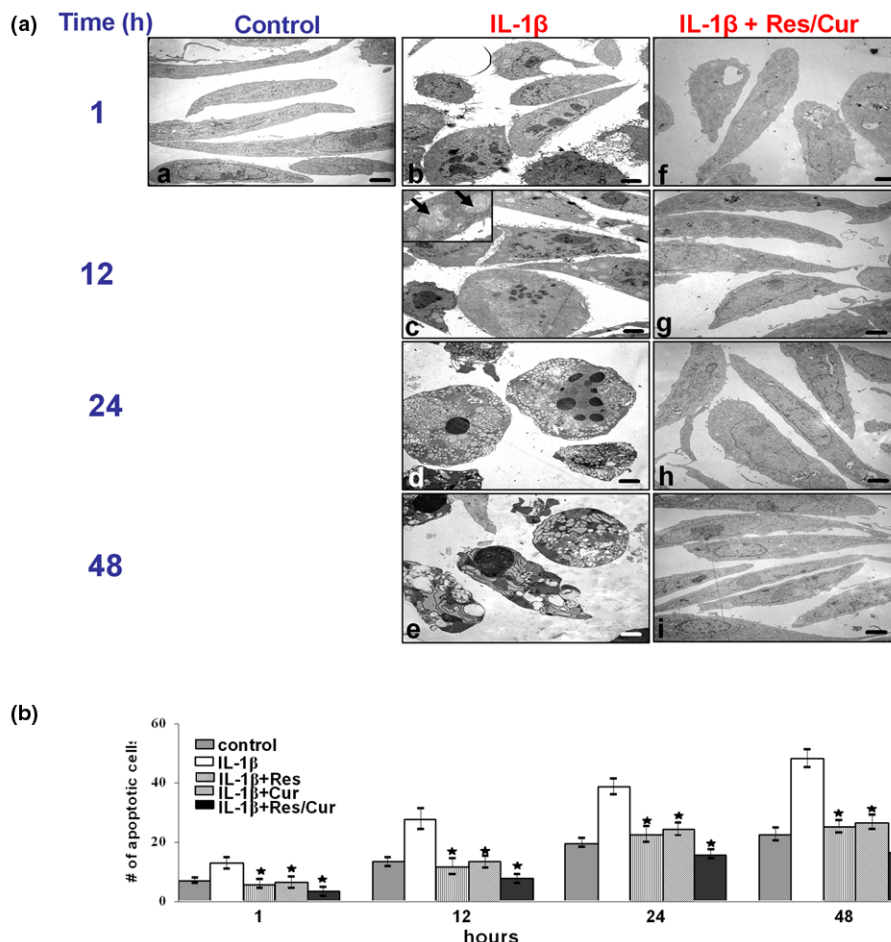 (a) Time (h) Control IL-1β IL-1β + Res/Cur
1
a b f
12
c g
24
d h
48
e i
(b)
# of apoptotic cells
60
40
20
0
control
IL-1β
IL-1β+Res
IL-1β+Cur
IL-1β+Res/Cur
1 12 24 48
hours